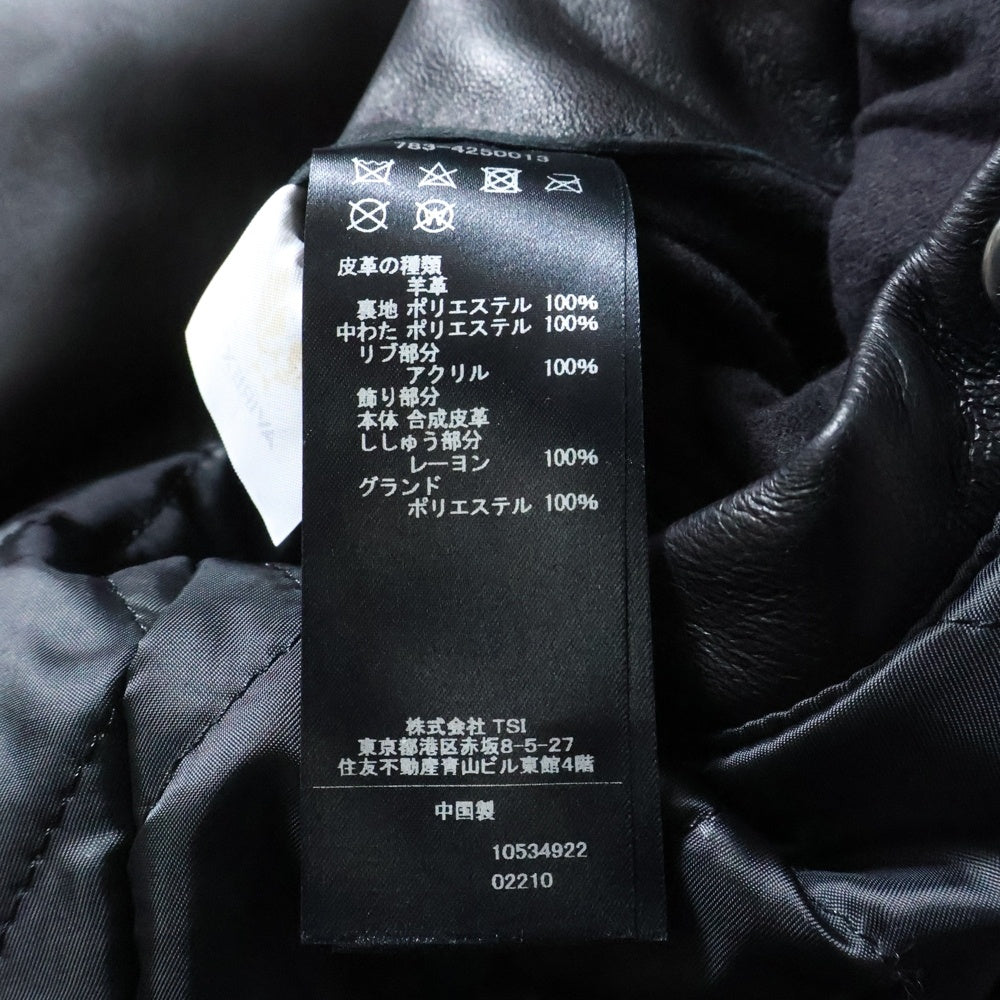 783-4250013
皮革の種類
羊革
裏地 ポリエステル 100%
中わた ポリエステル 100%
リブ部分
アクリル 100%
飾り部分
本体 合成皮革
ししゅう部分
レーヨン 100%
グランド
ポリエステル 100%
株式会社 TSI
東京都港区赤坂8-5-27
住友不動産青山ビル東館4階
中国製
10534922
02210